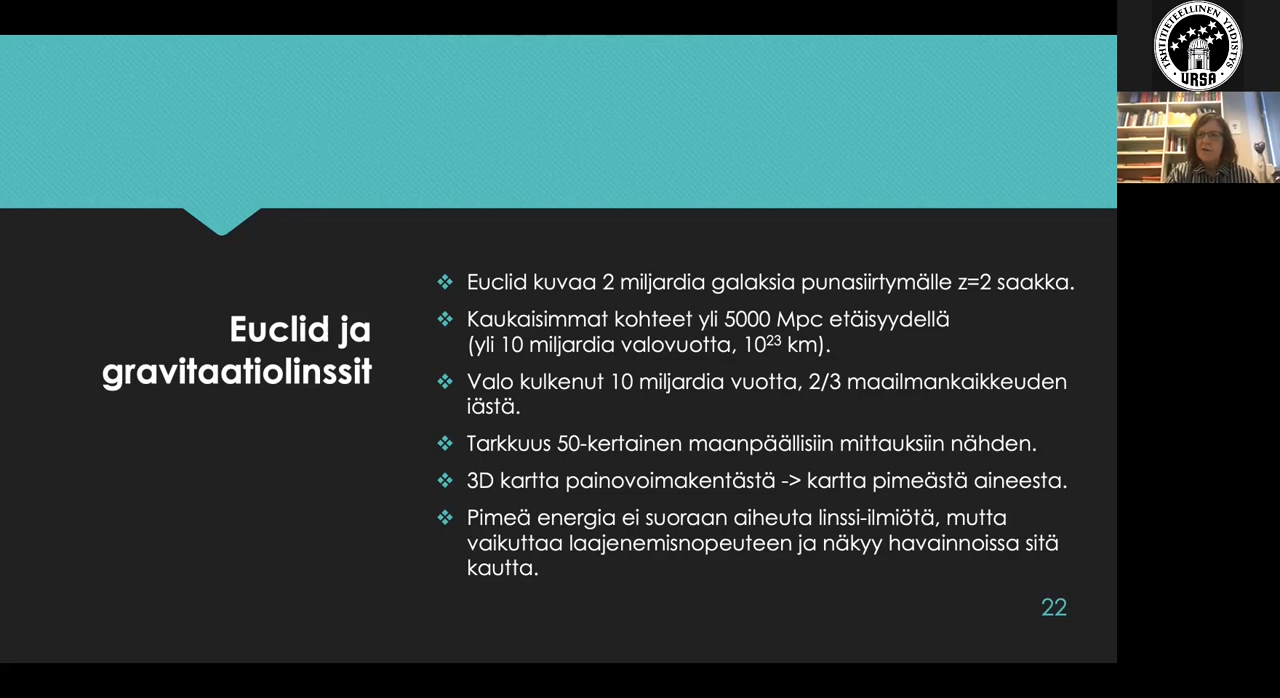 Euclid ja
gravitaatiolinssit
❖ Euclid kuvaa 2 miljardia galaksia punasiirtymälle z=2 saakka.
❖ Kaukaisimmat kohteet yli 5000 Mpc etäisyydellä
(yli 10 miljardia valovuotta, 10²³ km).
❖ Valo kulkenut 10 miljardia vuotta, 2/3 maailmankaikkeuden
iästä.
❖ Tarkkuus 50-kertainen maanpäällisiin mittauksiin nähden.
❖ 3D kartta painovoimakentästä -> kartta pimeästä aineesta.
❖ Pimeä energia ei suoraan aiheuta linssi-ilmiötä, mutta
vaikuttaa laajenemisnopeuteen ja näkyy havainnoissa sitä
kautta.
22
TÄHTITIETEELLINEN YHDISTYS
URSA